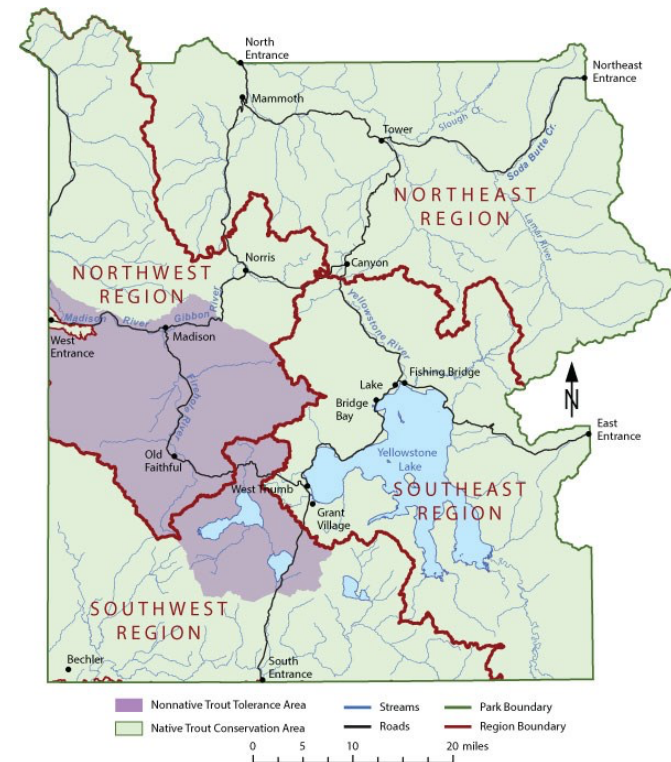 North
Entrance
Northeast
Entrance
Mammoth
Slough Cr.
Tower
Soda Butte Cr.
NORTHEAST
REGION
Lamar River
Canyon
Norris
NORTHWEST
REGION
Madison River
Gibbon River
Madison
West
Entrance
Yellowstone River
Firehole River
Fishing Bridge
Lake
Bridge
Bay
N
East
Entrance
Old
Faithful
Yellowstone
Lake
West Thumb
SOUTHEAST
REGION
Grant
Village
SOUTHWEST
REGION
Bechler
South
Entrance
Nonnative Trout Tolerance Area
Streams
Park Boundary
Native Trout Conservation Area
Roads
Region Boundary
0 5 10 20 miles